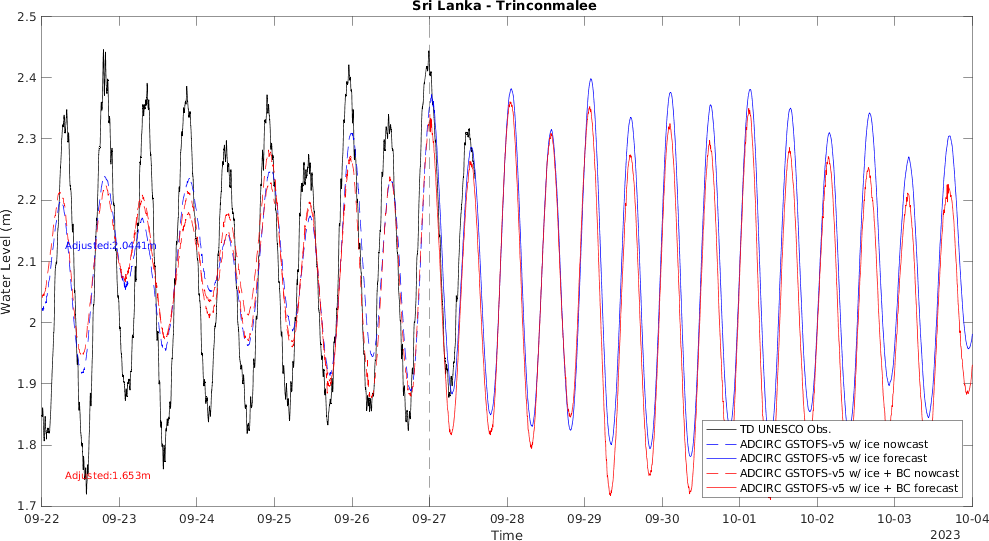 Sri Lanka - Trinconmalee
2.5
2.4
2.3
2.2
2.1
2
1.9
1.8
1.7
Water Level (m)
Adjusted:2.0441m
Adjusted:1.653m
TD UNESCO Obs.
ADCIRC GSTOFS-v5 w/ ice nowcast
ADCIRC GSTOFS-v5 w/ ice forecast
ADCIRC GSTOFS-v5 w/ ice + BC nowcast
ADCIRC GSTOFS-v5 w/ ice + BC forecast
09-22 09-23 09-24 09-25 09-26 09-27 09-28 09-29 09-30 10-01 10-02 10-03 10-04
Time
2023